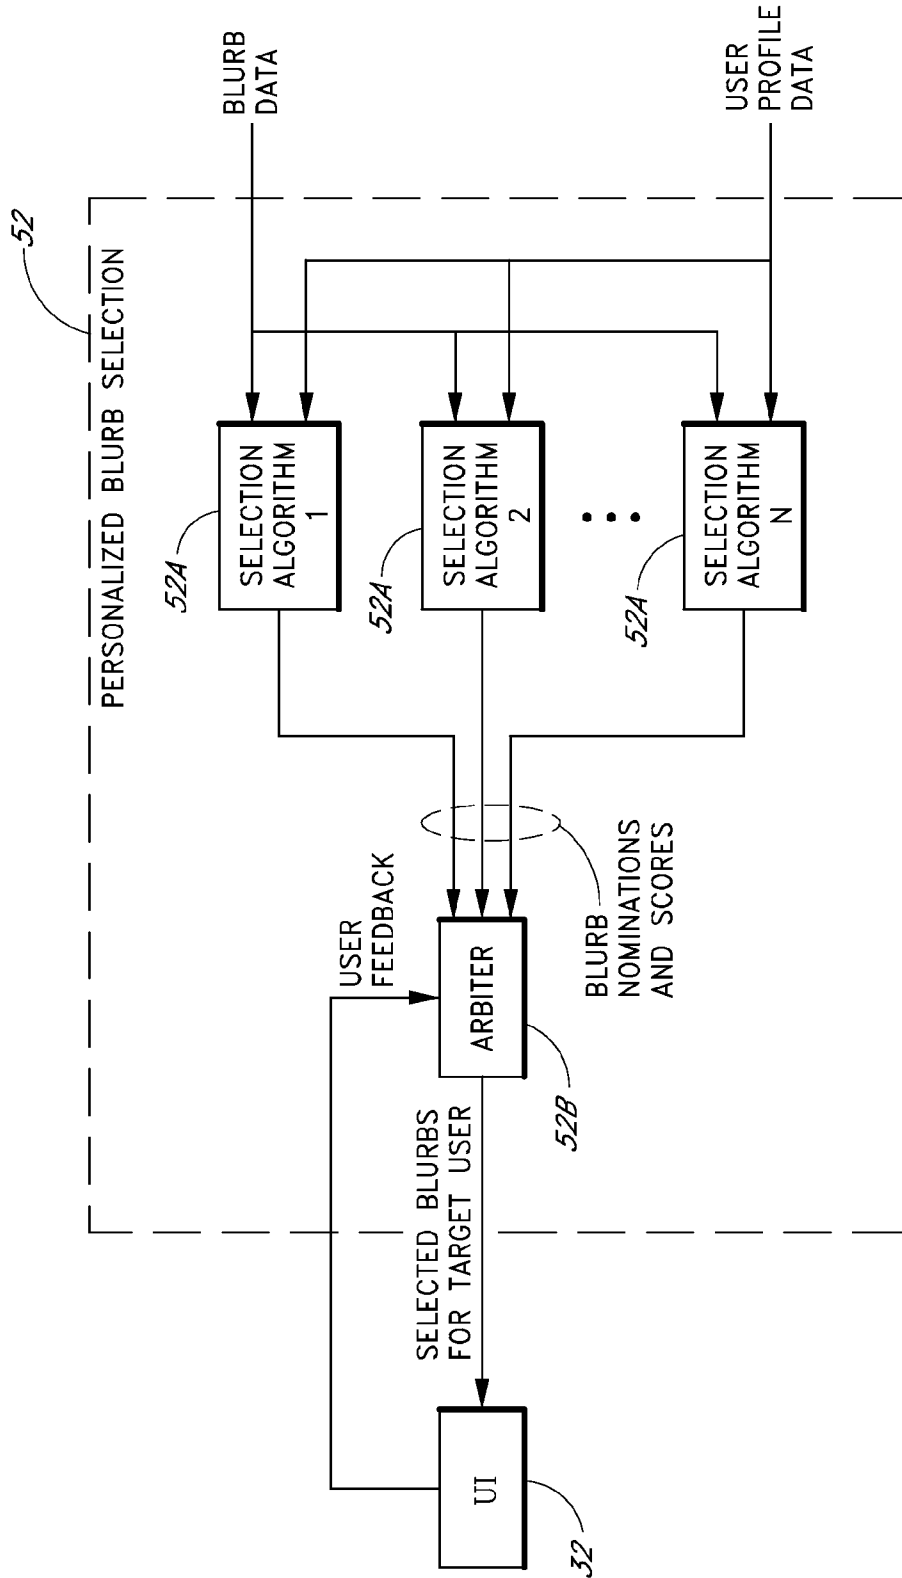 52
PERSONALIZED BLURB SELECTION
BLURB
DATA
USER
PROFILE
DATA
52A
SELECTION
ALGORITHM
1
52A
SELECTION
ALGORITHM
2
52A
SELECTION
ALGORITHM
N
BLURB
NOMINATIONS
AND SCORES
USER
FEEDBACK
ARBITER
52B
SELECTED BLURBS
FOR TARGET USER
UI
32